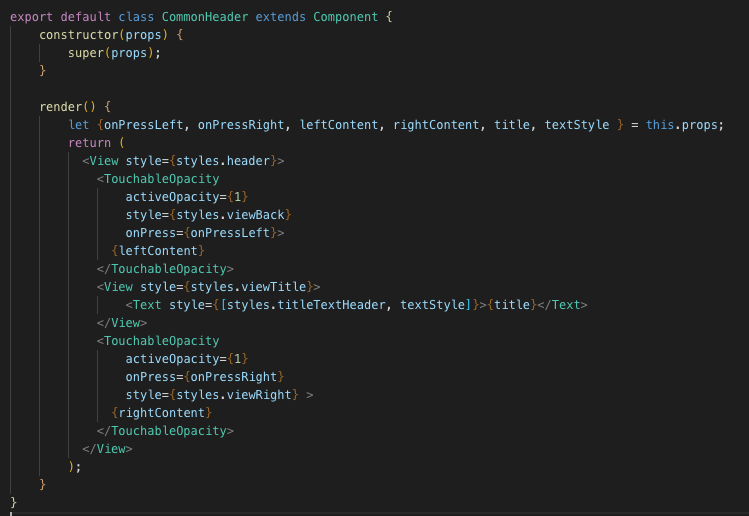 export default class CommonHeader extends Component {
    constructor(props) {
        super(props);
    }

    render() {
        let {onPressLeft, onPressRight, leftContent, rightContent, title, textStyle } = this.props;
        return (
          <View style={styles.header}>
            <TouchableOpacity
                activeOpacity={1}
                style={styles.viewBack}
                onPress={onPressLeft}>
              {leftContent}
            </TouchableOpacity>
            <View style={styles.viewTitle}>
                <Text style={[styles.titleTextHeader, textStyle]}>{title}</Text>
            </View>
            <TouchableOpacity
                activeOpacity={1}
                onPress={onPressRight}
                style={styles.viewRight} >
              {rightContent}
            </TouchableOpacity>
          </View>
        );
    }
}